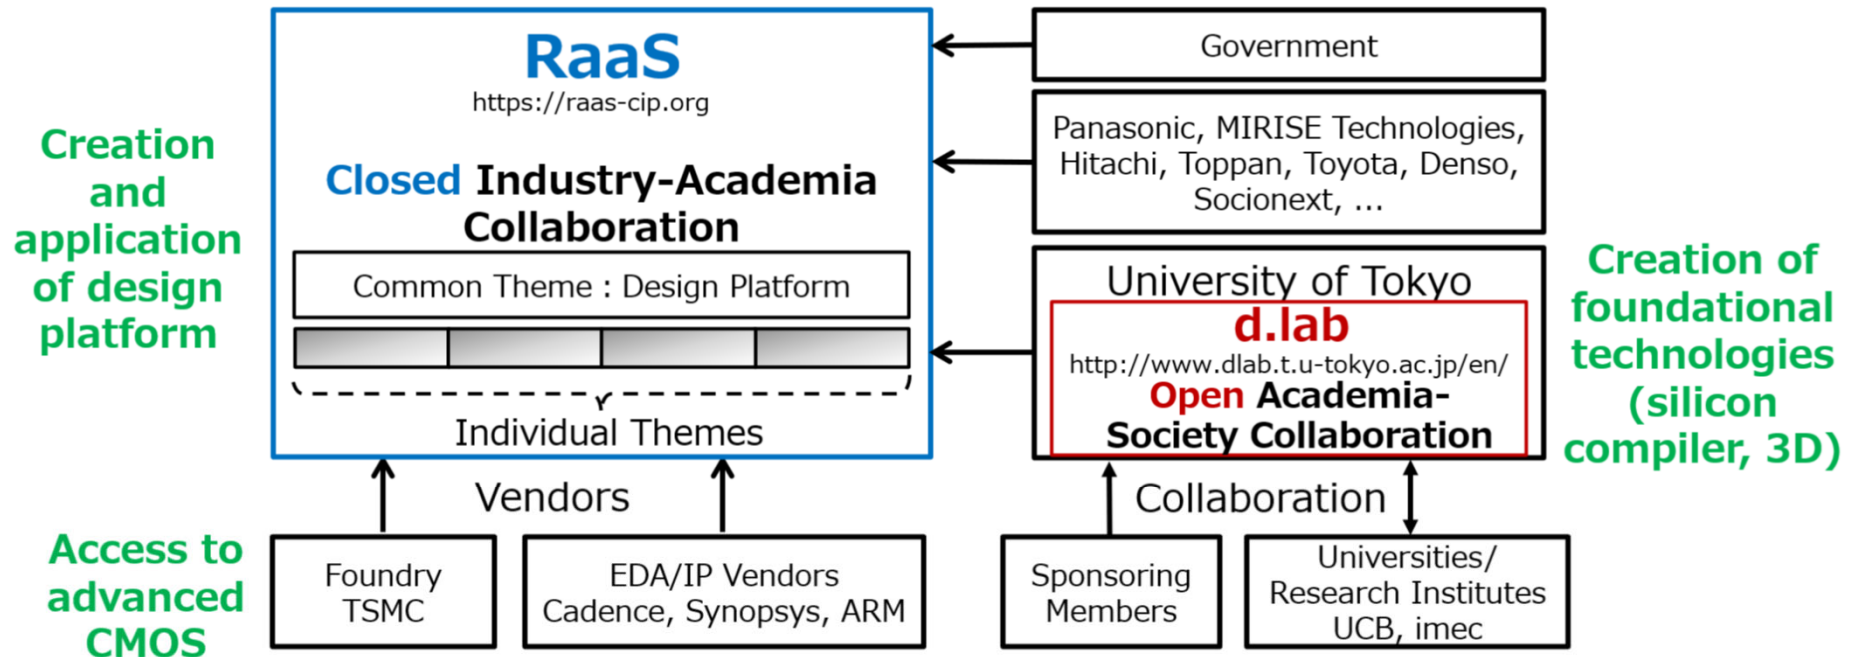 RaaS
https://raas-cip.org
Closed Industry-Academia
Collaboration
Common Theme : Design Platform
Individual Themes
Creation
and
application
of design
platform
Government
Panasonic, MIRISE Technologies,
Hitachi, Toppan, Toyota, Denso,
Socionext, ...
University of Tokyo
d.lab
http://www.dlab.t.u-tokyo.ac.jp/en/
Open Academia-
Society Collaboration
Creation of
foundational
technologies
(silicon
compiler, 3D)
Vendors
Collaboration
Access to
advanced
CMOS
Foundry
TSMC
EDA/IP Vendors
Cadence, Synopsys, ARM
Sponsoring
Members
Universities/
Research Institutes
UCB, imec